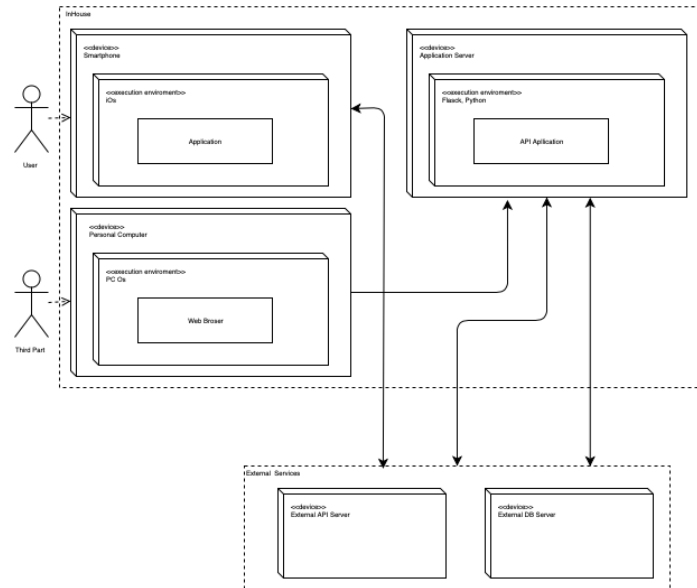 InHouse
<<device>>
Smartphone
<<execution enviroment>>
iOs
Application
User
<<device>>
Application Server
<<execution enviroment>>
Flasck, Python
API Apllication
<<device>>
Personal Computer
<<execution enviroment>>
PC Os
Web Broser
Third Part
External Services
<<device>>
External API Server
<<device>>
External DB Server